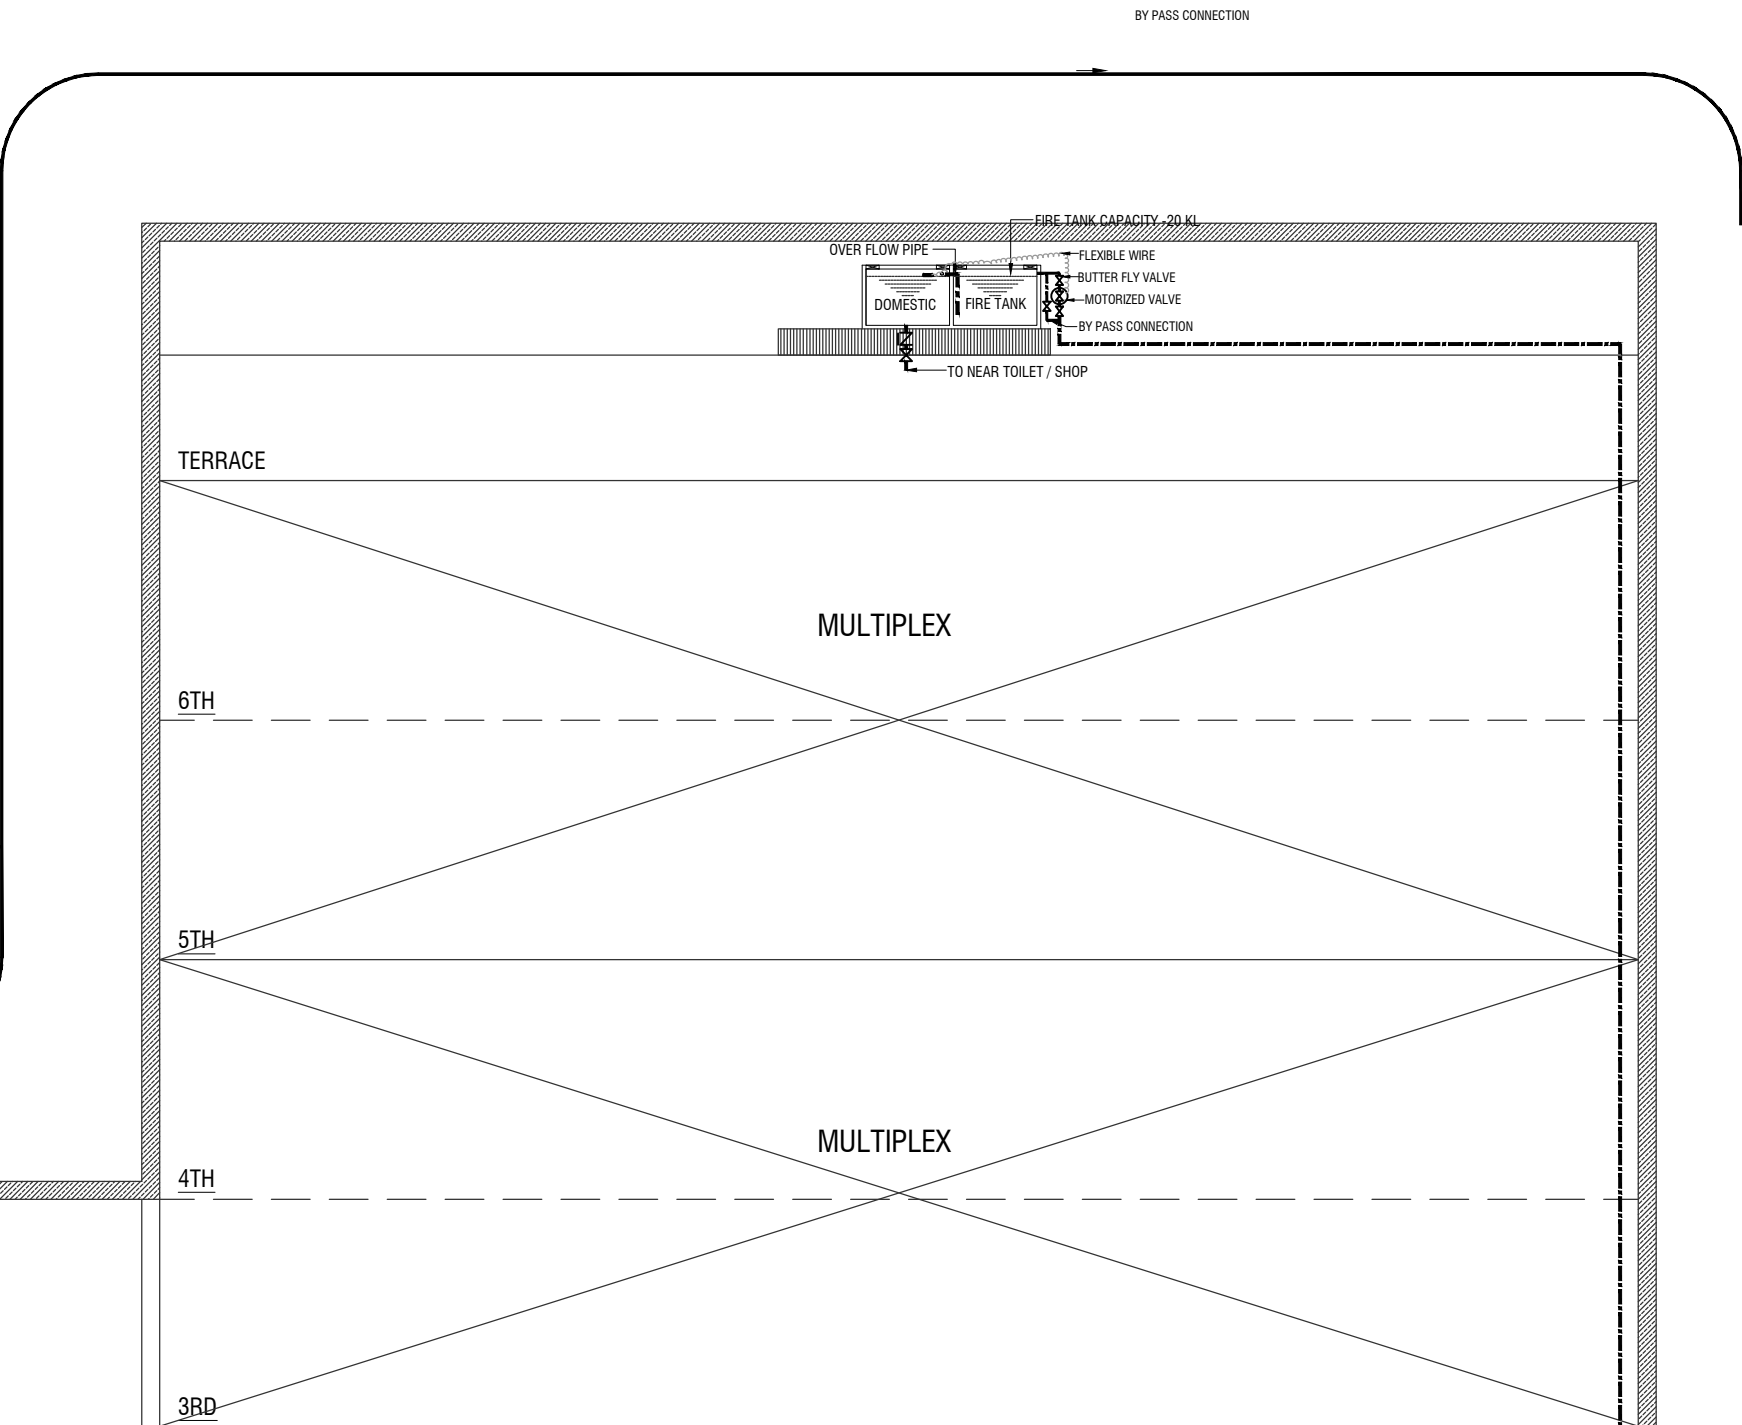 BY PASS CONNECTION
FIRE TANK CAPACITY -20 KL
OVER FLOW PIPE
FLEXIBLE WIRE
BUTTER FLY VALVE
MOTORIZED VALVE
DOMESTIC
FIRE TANK
BY PASS CONNECTION
TO NEAR TOILET / SHOP
TERRACE
MULTIPLEX
6TH
5TH
MULTIPLEX
4TH
3RD